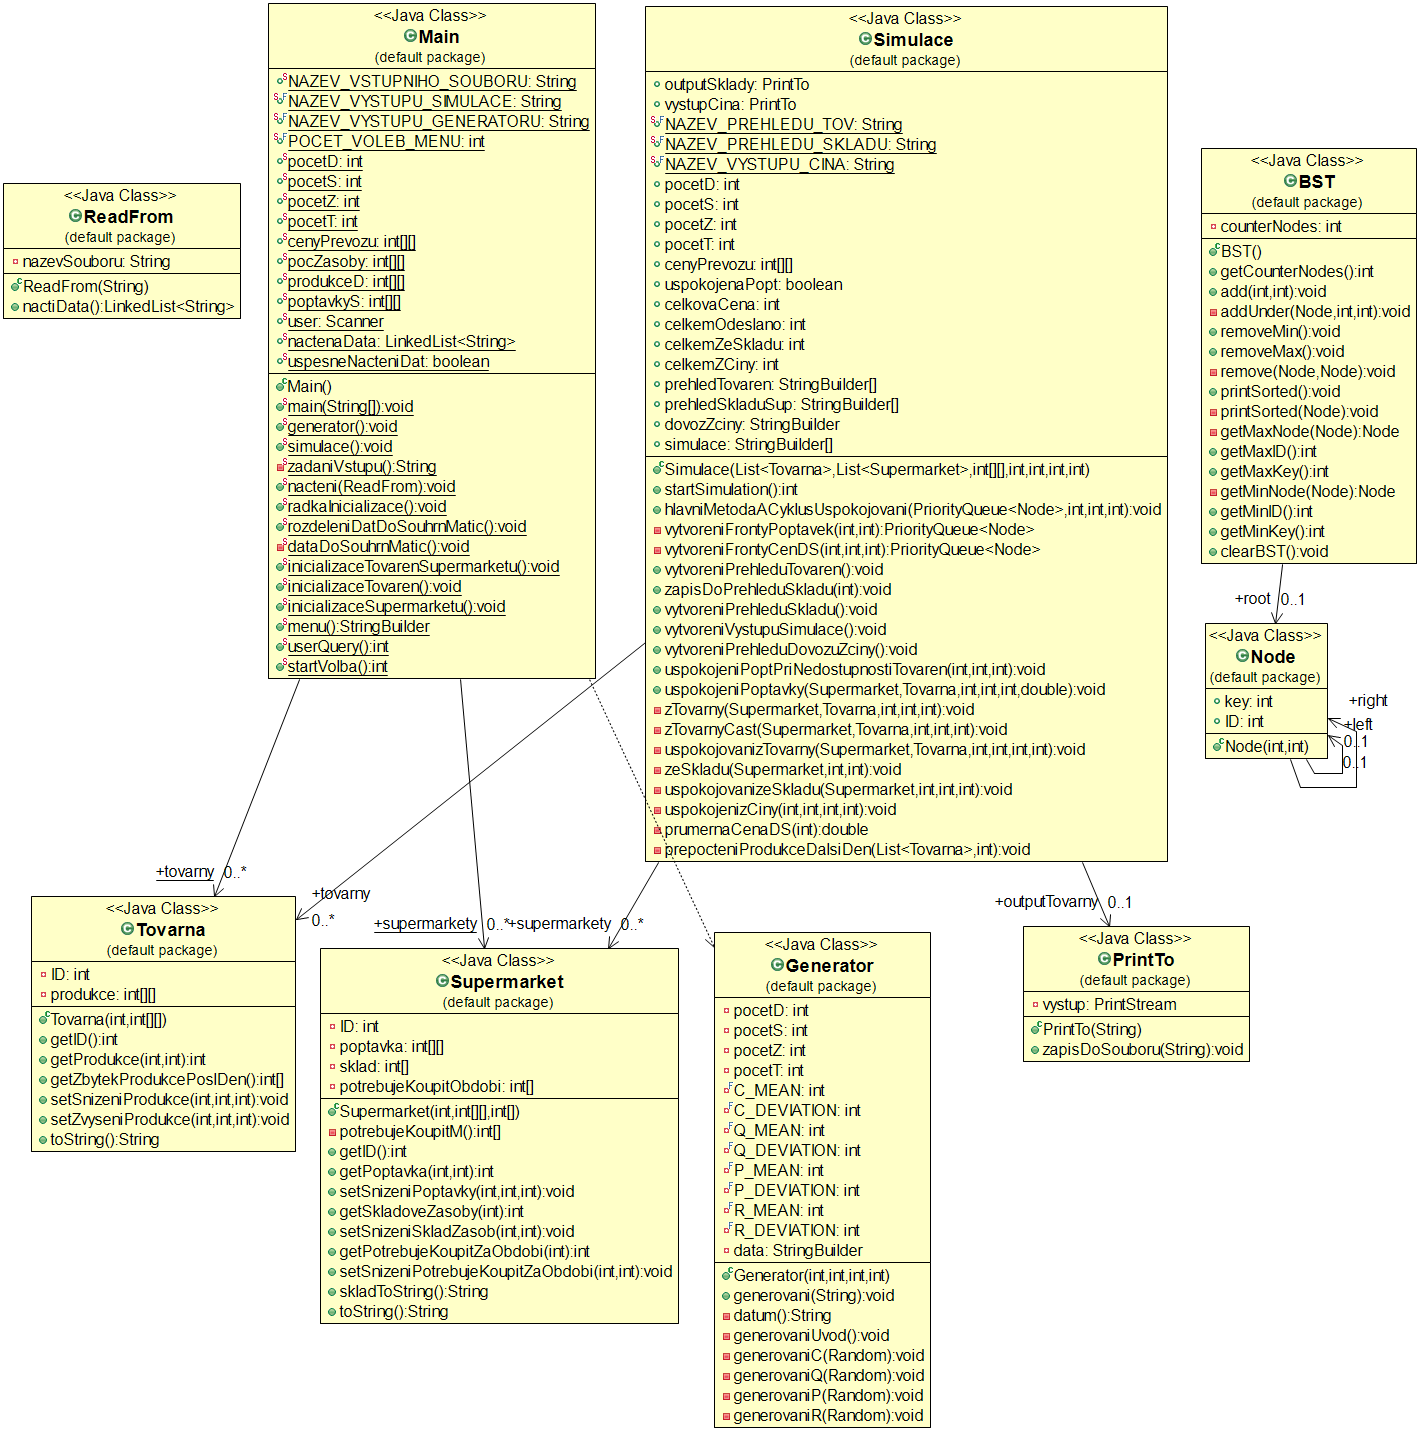 <<Java Class>>
Main
(default package)
NAZEV_VSTUPNIHO_SOUBORU: String
NAZEV_VYSTUPU_SIMULACE: String
NAZEV_VYSTUPU_GENERATORU: String
POCET_VOLEB_MENU: int
pocetD: int
pocetS: int
pocetZ: int
pocetT: int
cenyPrevozu: int[][]
pocZasoby: int[][]
produkceD: int[][]
poptavkyS: int[][]
user: Scanner
nactenaData: LinkedList<String>
uspesneNacteniDat: boolean
Main()
main(String[]):void
generator():void
simulace():void
zadaniVstupu():String
nacteni(ReadFrom):void
radkaInicializace():void
rozdeleniDatDoSouhrnMatic():void
dataDoSouhrnMatic():void
inicializaceTovarenSupermarketu():void
inicializaceTovaren():void
inicializaceSupermarketu():void
menu():StringBuilder
userQuery():int
startVolba():int
<<Java Class>>
Simulace
(default package)
outputSklady: PrintTo
vystupCina: PrintTo
NAZEV_PREHLEDU_TOV: String
NAZEV_PREHLEDU_SKLADU: String
NAZEV_VYSTUPU_CINA: String
pocetD: int
pocetS: int
pocetZ: int
pocetT: int
cenyPrevozu: int[][]
uspokojenaPopt: boolean
celkovaCena: int
celkemOdeslano: int
celkemZeSkladu: int
celkemZCiny: int
prehledTovaren: StringBuilder[]
prehledSkladuSup: StringBuilder[]
dovozZciny: StringBuilder
simulace: StringBuilder[]
Simulace(List<Tovarna>,List<Supermarket>,int[][],int,int,int,int)
startSimulation():int
hlavniMetodaACyklusUspokojovani(PriorityQueue<Node>,int,int,int):void
vytvoreniFrontyPoptavek(int,int):PriorityQueue<Node>
vytvoreniFrontyCenDS(int,int,int):PriorityQueue<Node>
vytvoreniPrehleduTovaren():void
zapisDoPrehleduSkladu(int):void
vytvoreniPrehleduSkladu():void
vytvoreniVystupuSimulace():void
vytvoreniPrehleduDovozuZciny():void
uspokojeniPoptPriNedostupnostiTovaren(int,int,int):void
uspokojeniPoptavky(Supermarket,Tovarna,int,int,int,double):void
zTovarny(Supermarket,Tovarna,int,int,int):void
zTovarnyCast(Supermarket,Tovarna,int,int,int):void
uspokojovanizTovarny(Supermarket,Tovarna,int,int,int,int):void
zeSkladu(Supermarket,int,int):void
uspokojovanizeSkladu(Supermarket,int,int,int):void
uspokojenizCiny(int,int,int,int):void
prumernaCenaDS(int):double
prepocteniProdukceDalsiDen(List<Tovarna>,int):void
<<Java Class>>
BST
(default package)
counterNodes: int
BST()
getCounterNodes():int
add(int,int):void
addUnder(Node,int,int):void
removeMin():void
removeMax():void
remove(Node,Node):void
printSorted():void
printSorted(Node):void
getMaxNode(Node):Node
getMaxID():int
getMaxKey():int
getMinNode(Node):Node
getMinID():int
getMinKey():int
clearBST():void
<<Java Class>>
ReadFrom
(default package)
nazevSouboru: String
ReadFrom(String)
nactiData():LinkedList<String>
+root 0..1
<<Java Class>>
Node
(default package)
key: int
ID: int
Node(int,int)
+right
+left
0..1
0..1
+tovarny 0..*
+tovarny
0..*
+supermarkety 0..*
+supermarkety 0..*
+outputTovarny 0..1
<<Java Class>>
Tovarna
(default package)
ID: int
produkce: int[][]
Tovarna(int,int[][])
getID():int
getProdukce(int,int):int
getZbytekProdukcePoslDen():int[]
setSnizeniProdukce(int,int,int):void
setZvyseniProdukce(int,int,int):void
toString():String
<<Java Class>>
Supermarket
(default package)
ID: int
poptavka: int[][]
sklad: int[]
potrebujeKoupitObdobi: int[]
Supermarket(int,int[][],int[])
potrebujeKoupitM():int[]
getID():int
getPoptavka(int,int):int
setSnizeniPoptavky(int,int,int):void
getSkladoveZasoby(int):int
setSnizeniSkladZasob(int,int):void
getPotrebujeKoupitZaObdobi(int):int
setSnizeniPotrebujeKoupitZaObdobi(int,int):void
skladToString():String
toString():String
<<Java Class>>
Generator
(default package)
pocetD: int
pocetS: int
pocetZ: int
pocetT: int
C_MEAN: int
C_DEVIATION: int
Q_MEAN: int
Q_DEVIATION: int
P_MEAN: int
P_DEVIATION: int
R_MEAN: int
R_DEVIATION: int
data: StringBuilder
Generator(int,int,int,int)
generovani(String):void
datum():String
generovaniUvod():void
generovaniC(Random):void
generovaniQ(Random):void
generovaniP(Random):void
generovaniR(Random):void
<<Java Class>>
PrintTo
(default package)
vystup: PrintStream
PrintTo(String)
zapisDoSouboru(String):void